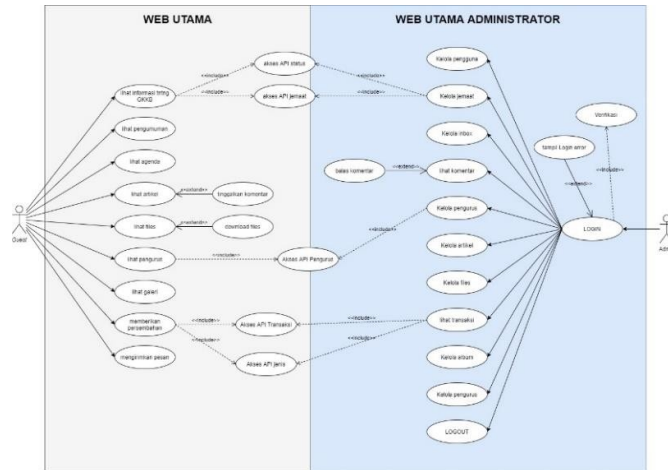 WEB UTAMA
WEB UTAMA ADMINISTRATOR
akses API status
<<include>>
<<include>>
lihat informasi tiring
GKKB
<<include>>
<<include>>
akses API jemaat
Kelola pengguna
Kelola jemaat
Verifikasi
lihat pengumuman
Kerola inbox
tampil Login error
<<include>>
lihat agenda
balas komentar
<<extend>>
lihat komentar
<<extend>>
lihat artikel
<<extend>>
tinggalkan komentar
Kelola pengurus
Guest
lihat files
<<extend>>
download files
<<include>>
LOGIN
Kelola artikel
lihat pengurus
<<include>>
Akses API Pengurus
lihat galeri
Kelola files
memberikan
persembahan
<<include>>
Akses API Transaksi
<<include>>
lihat transaksi
<<include>>
<<include>>
mengirimkan pesan
Akses API jenis
Kelola album
Kelola pengurus
LOGOUT